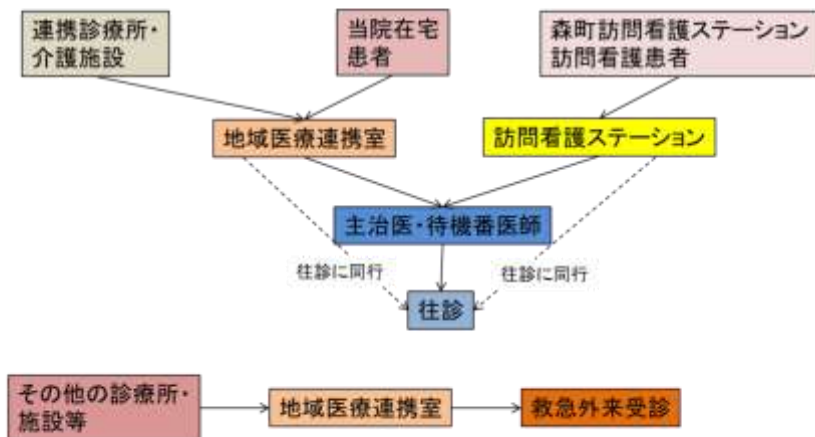 連携診療所・
介護施設
当院在宅
患者
森町訪問看護ステーション
訪問看護患者
地域医療連携室
訪問看護ステーション
主治医・待機番医師
往診に同行
往診に同行
往診
その他の診療所・
施設等
地域医療連携室
救急外来受診